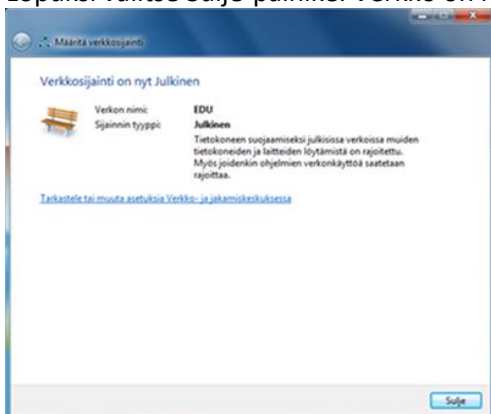 Lopuksi valitse Sulje-painike. Verkko on n
Määritä verkkosijainti
Verkkosijainti on nyt Julkinen
Verkon nimi: EDU
Sijainnin tyyppi: Julkinen
Tietokoneen suojaamiseksi julkisissa verkoissa muiden
tietokoneiden ja laitteiden löytämistä on rajoitettu.
Myös joidenkin ohjelmien verkonkäyttöä saatetaan
rajoittaa.
Tarkastele tai muuta asetuksia Verkko- ja jakamiskeskuksessa
Sulje